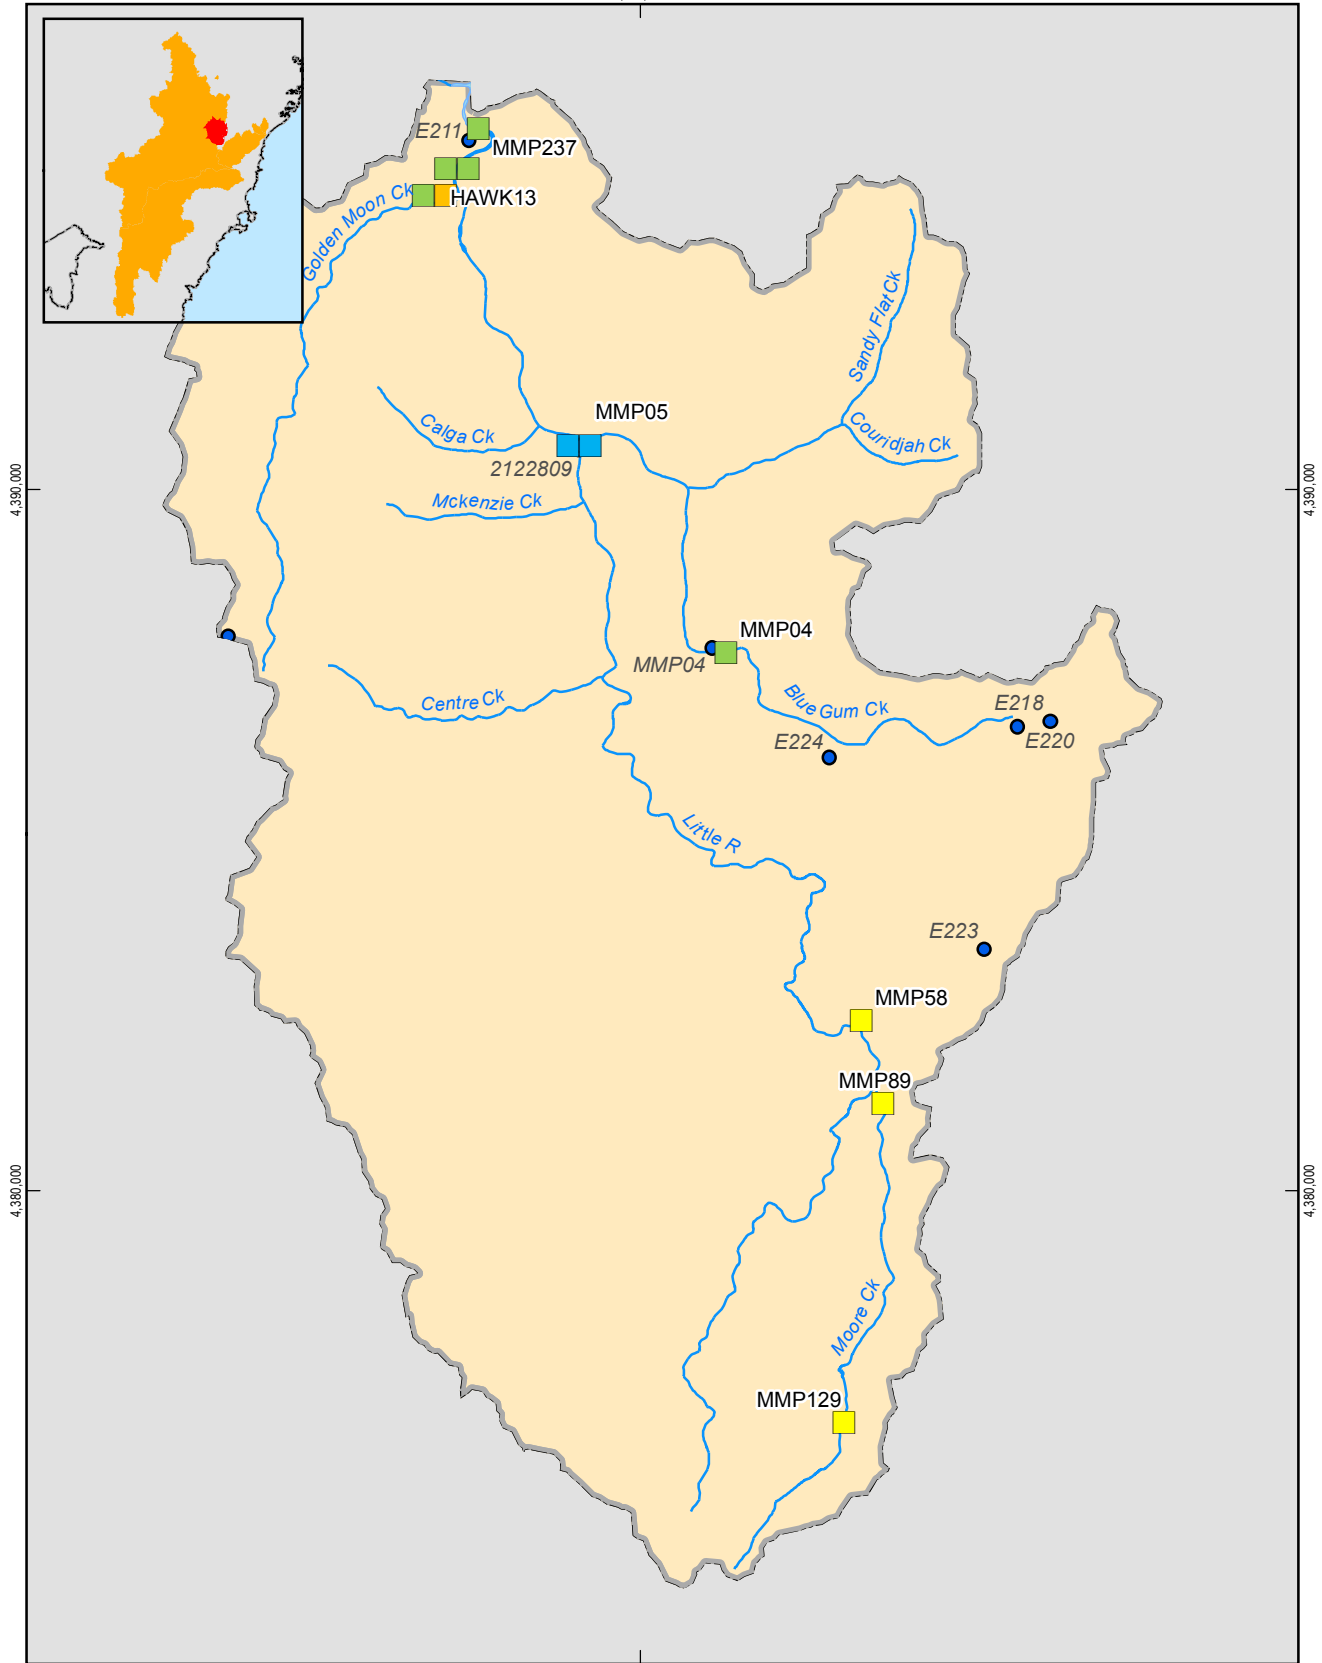 E211
MMP237
Golden Moon Ck
HAWK13
Sandy Flat Ck
MMP05
Calga Ck
Couridjah Ck
2122809
4,390,000
4,390,000
Mckenzie Ck
MMP04
MMP04
Blue Gum Ck
E218
Centre Ck
E224
E220
Little R
E223
MMP58
MMP89
4,380,000
4,380,000
Moore Ck
MMP129